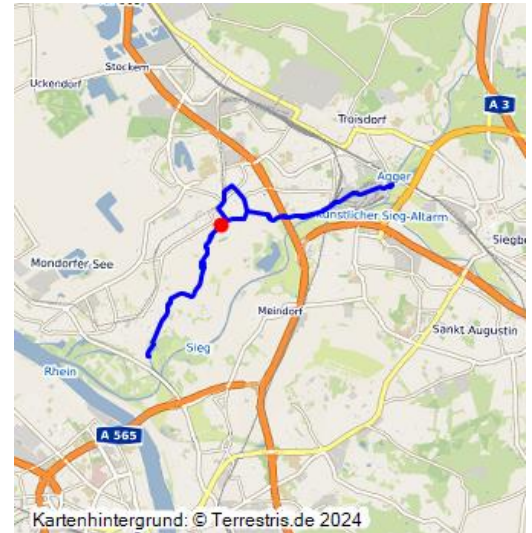 Stockem
Uckendorf
A 3
Troisdorf
Agger
Künstlicher Sieg-Altarm
Siegb
Mondorfer See
Meindorf
Sankt Augustin
Sieg
Rhein
A 565
Kartenhintergrund: © Terrestris.de 2024